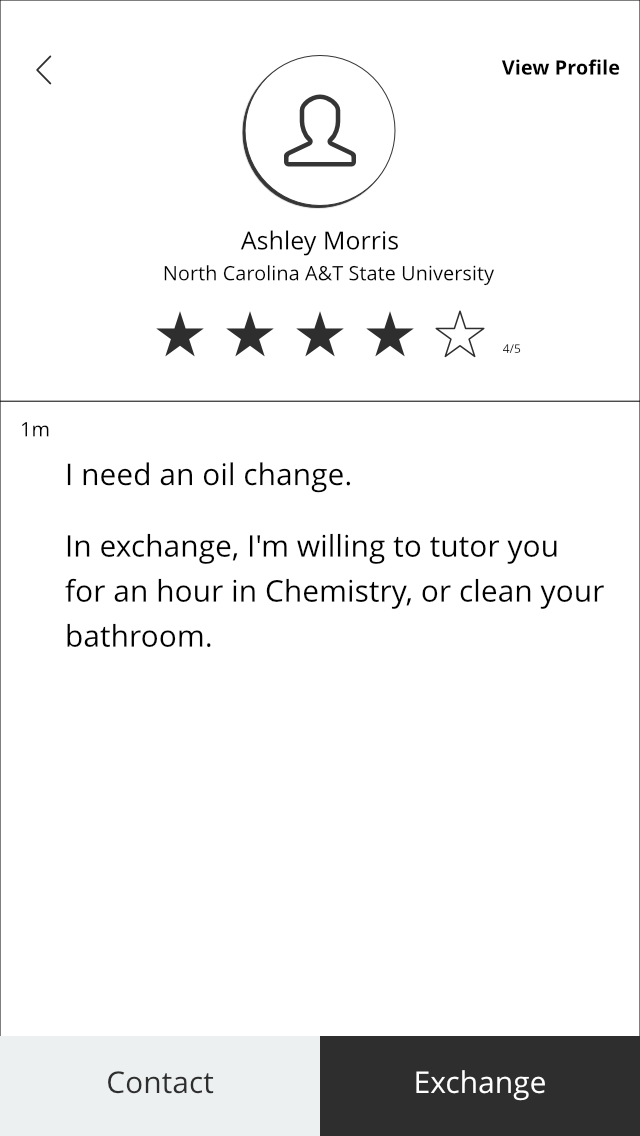 View Profile
Ashley Morris
North Carolina A&T State University
4/5
1m
I need an oil change.
In exchange, I'm willing to tutor you
for an hour in Chemistry, or clean your
bathroom.
Contact
Exchange